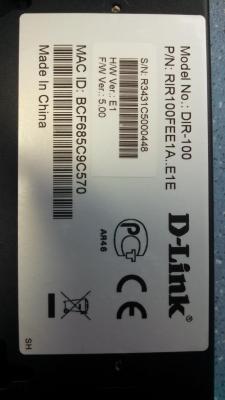 D-Link®
Model No.: DIR-100
P/N: RIR100FEE1A..E1E
S/N: R3431C5000448
H/W Ver.: E1
F/W Ver.: 5.00
MAC ID: BCF685C9C570
Made In China
PCT
CE
AR46
SH